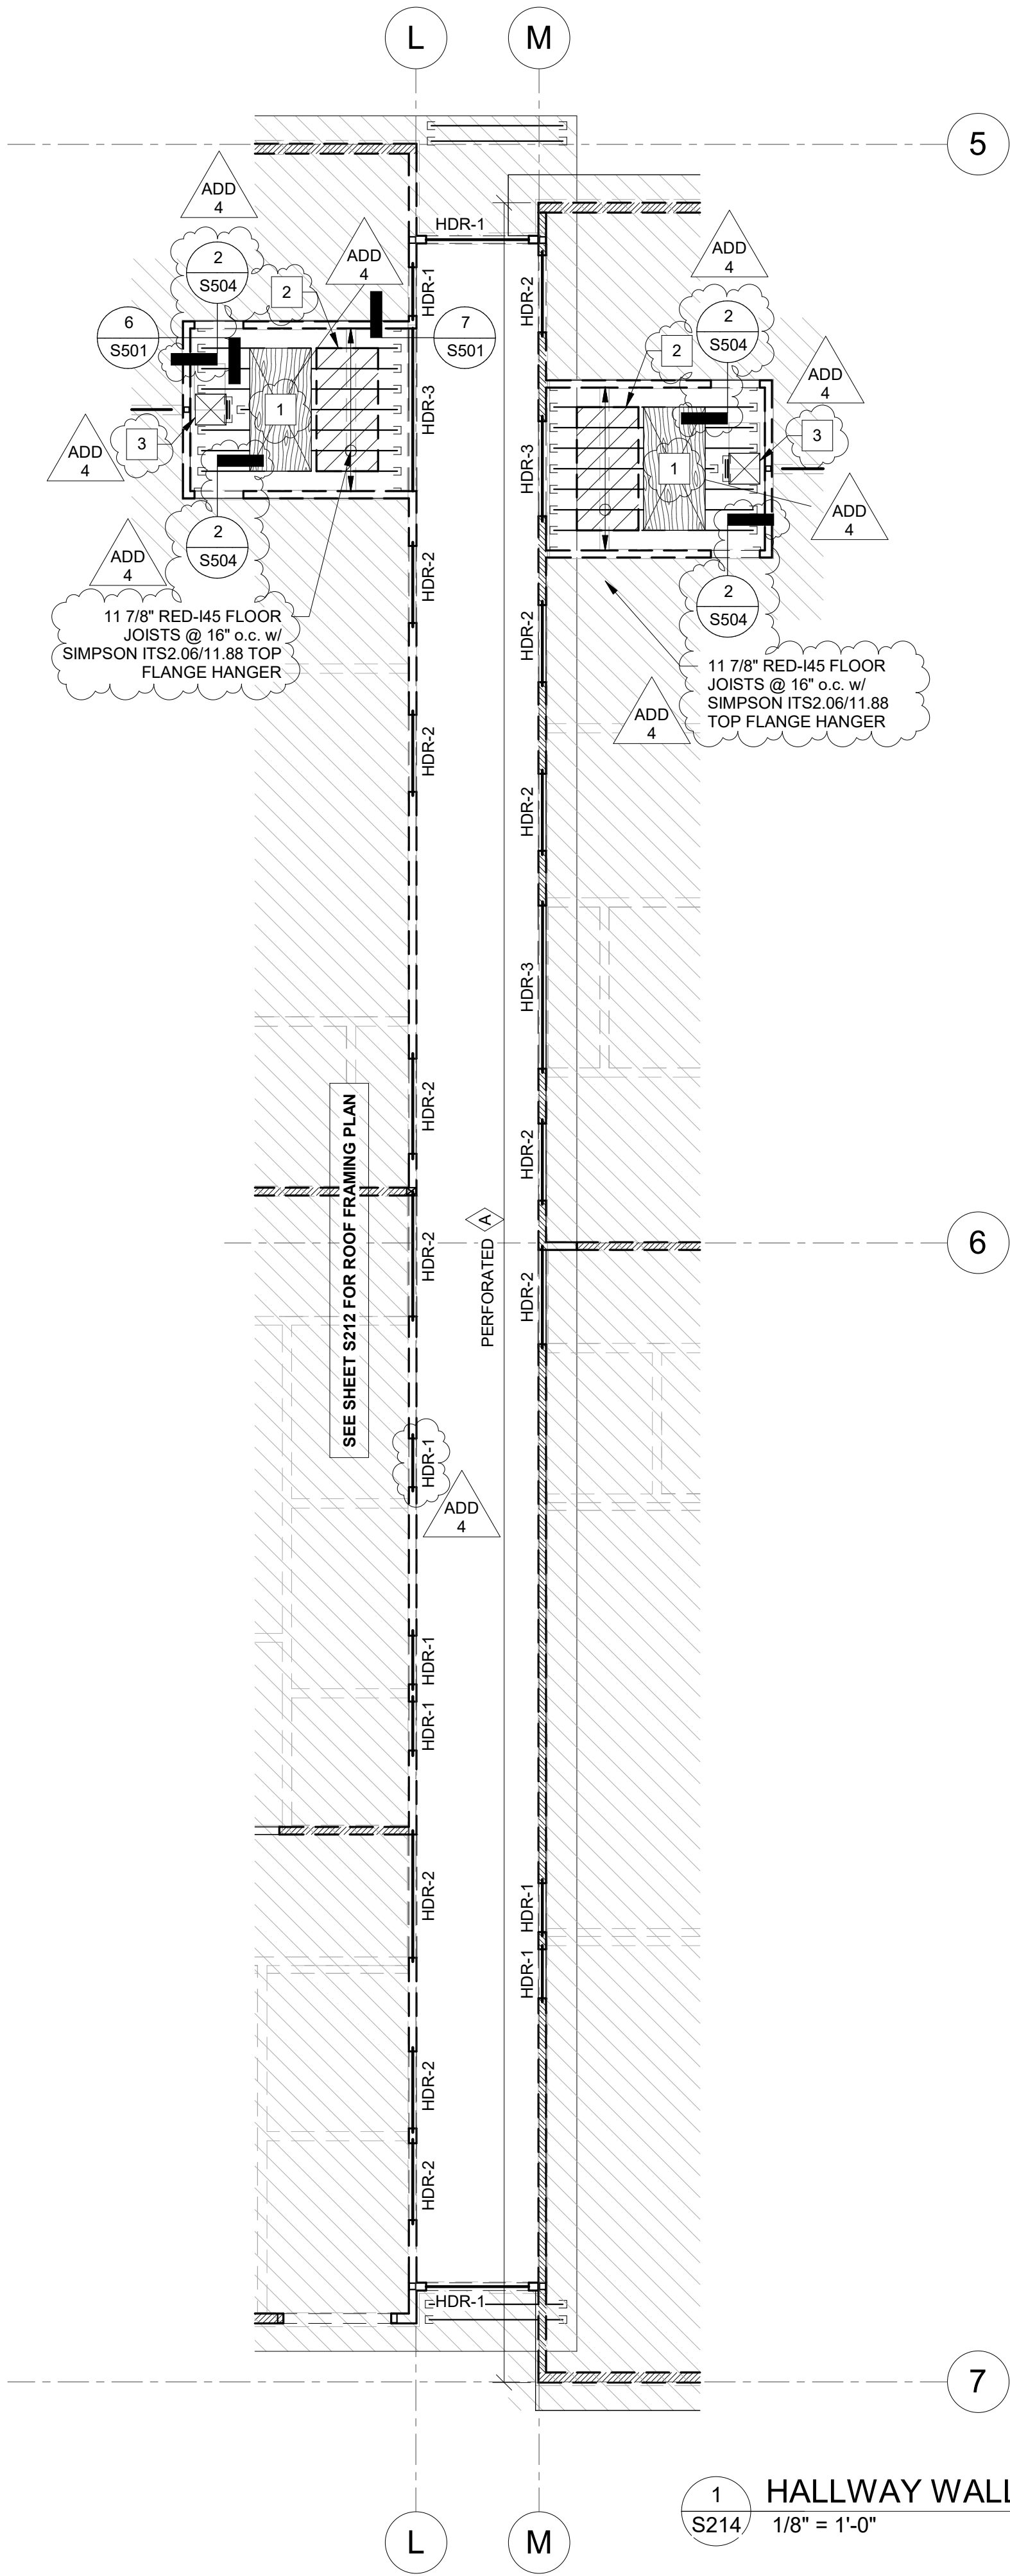 L
M
5
ADD
4
HDR-1
ADD
4
ADD
4
2
S504
2
HDR-1
HDR-2
2
S504
6
S501
7
S501
2
ADD
4
1
HDR-3
3
ADD
4
3
HDR-3
1
ADD
4
2
S504
ADD
4
HDR-2
2
S504
11 7/8" RED-I45 FLOOR
JOISTS @ 16" o.c. w/
SIMPSON ITS2.06/11.88 TOP
FLANGE HANGER
HDR-2
11 7/8" RED-I45 FLOOR
JOISTS @ 16" o.c. w/
SIMPSON ITS2.06/11.88
TOP FLANGE HANGER
ADD
4
HDR-2
HDR-2
HDR-3
HDR-2
HDR-2
SEE SHEET S212 FOR ROOF FRAMING PLAN
PERFORATED A
HDR-2
6
HDR-2
HDR-1
ADD
4
HDR-1
HDR-1
HDR-2
HDR-1
HDR-1
HDR-2
HDR-2
HDR-1
7
1
S214
HALLWAY WALL
1/8" = 1'-0"
L
M